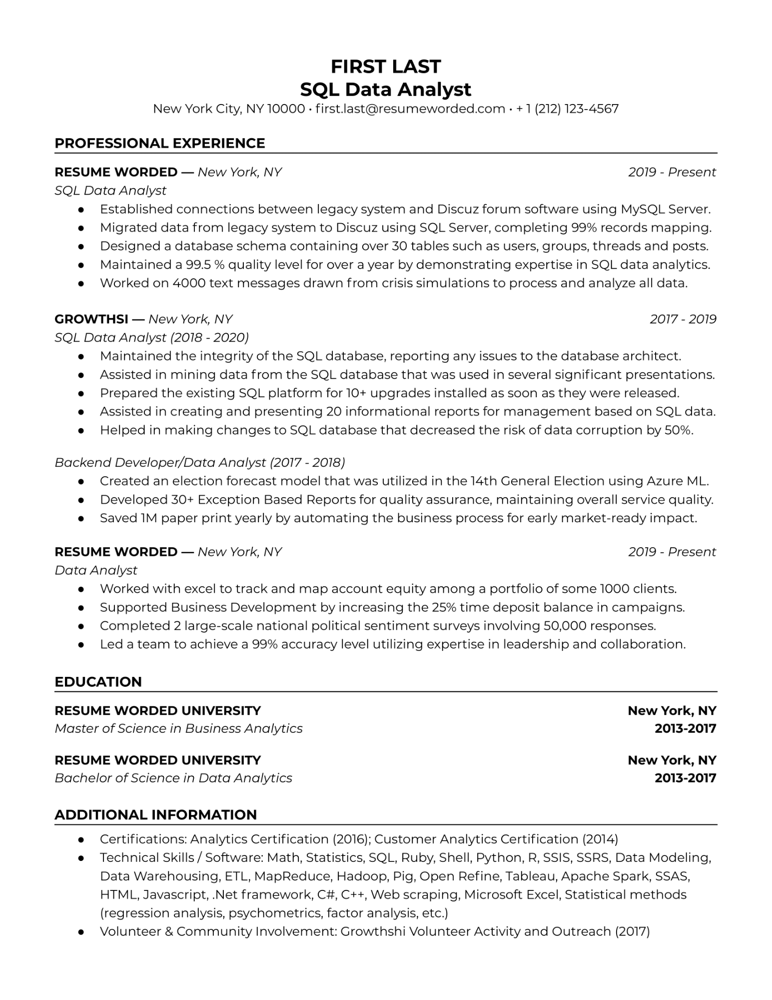 FIRST LAST
SQL Data Analyst
New York City, NY 10000 • first.last@resumeworded.com • + 1 (212) 123-4567
PROFESSIONAL EXPERIENCE
RESUME WORDED — New York, NY 2019 - Present
SQL Data Analyst
● Established connections between legacy system and Discuz forum software using MySQL Server.
● Migrated data from legacy system to Discuz using SQL Server, completing 99% records mapping.
● Designed a database schema containing over 30 tables such as users, groups, threads and posts.
● Maintained a 99.5 % quality level for over a year by demonstrating expertise in SQL data analytics.
● Worked on 4000 text messages drawn from crisis simulations to process and analyze all data.
GROWTHSI — New York, NY 2017 - 2019
SQL Data Analyst (2018 - 2020)
● Maintained the integrity of the SQL database, reporting any issues to the database architect.
● Assisted in mining data from the SQL database that was used in several significant presentations.
● Prepared the existing SQL platform for 10+ upgrades installed as soon as they were released.
● Assisted in creating and presenting 20 informational reports for management based on SQL data.
● Helped in making changes to SQL database that decreased the risk of data corruption by 50%.
Backend Developer/Data Analyst (2017 - 2018)
● Created an election forecast model that was utilized in the 14th General Election using Azure ML.
● Developed 30+ Exception Based Reports for quality assurance, maintaining overall service quality.
● Saved 1M paper print yearly by automating the business process for early market-ready impact.
RESUME WORDED — New York, NY 2019 - Present
Data Analyst
● Worked with excel to track and map account equity among a portfolio of some 1000 clients.
● Supported Business Development by increasing the 25% time deposit balance in campaigns.
● Completed 2 large-scale national political sentiment surveys involving 50,000 responses.
● Led a team to achieve a 99% accuracy level utilizing expertise in leadership and collaboration.
EDUCATION
RESUME WORDED UNIVERSITY New York, NY
Master of Science in Business Analytics 2013-2017
RESUME WORDED UNIVERSITY New York, NY
Bachelor of Science in Data Analytics 2013-2017
ADDITIONAL INFORMATION
● Certifications: Analytics Certification (2016); Customer Analytics Certification (2014)
● Technical Skills / Software: Math, Statistics, SQL, Ruby, Shell, Python, R, SSIS, SSRS, Data Modeling,
Data Warehousing, ETL, MapReduce, Hadoop, Pig, Open Refine, Tableau, Apache Spark, SSAS,
HTML, Javascript, .Net framework, C#, C++, Web scraping, Microsoft Excel, Statistical methods
(regression analysis, psychometrics, factor analysis, etc.)
● Volunteer & Community Involvement: Growthshi Volunteer Activity and Outreach (2017)